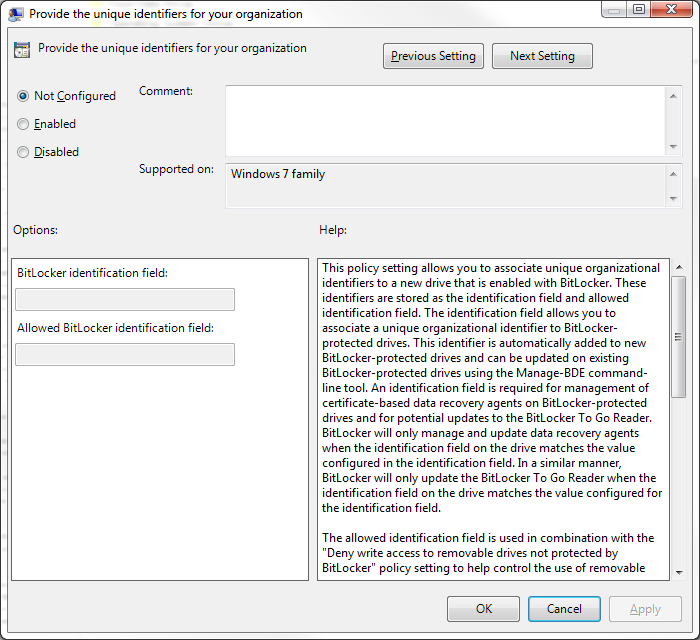 Provide the unique identifiers for your organization
Provide the unique identifiers for your organization
Previous Setting
Next Setting
Not Configured
Enabled
Disabled
Comment:
Supported on:
Windows 7 family
Options:
Help:
BitLocker identification field:
Allowed BitLocker identification field:
This policy setting allows you to associate unique organizational
identifiers to a new drive that is enabled with BitLocker. These
identifiers are stored as the identification field and allowed
identification field. The identification field allows you to
associate a unique organizational identifier to BitLocker-
protected drives. This identifier is automatically added to new
BitLocker-protected drives and can be updated on existing
BitLocker-protected drives using the Manage-BDE command-
line tool. An identification field is required for management of
certificate-based data recovery agents on BitLocker-protected
drives and for potential updates to the BitLocker To Go Reader.
BitLocker will only manage and update data recovery agents
when the identification field on the drive matches the value
configured in the identification field. In a similar manner,
BitLocker will only update the BitLocker To Go Reader when the
identification field on the drive matches the value configured for
the identification field.
The allowed identification field is used in combination with the
"Deny write access to removable drives not protected by
BitLocker" policy setting to help control the use of removable
OK
Cancel
Apply